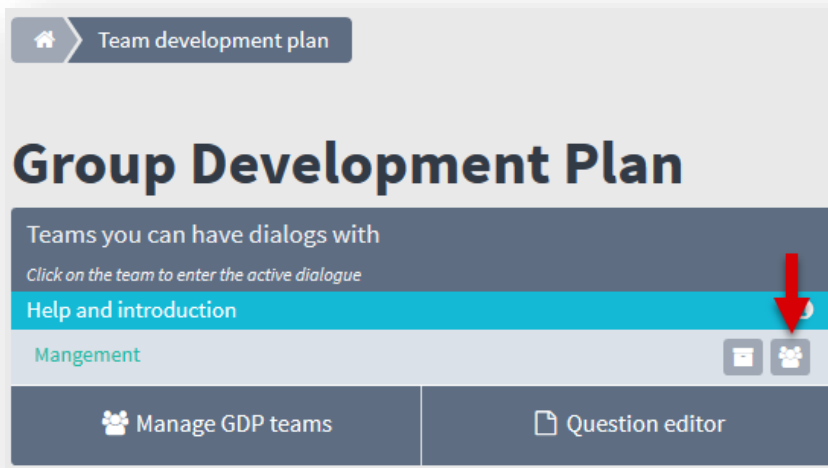 Team development plan
Group Development Plan
Teams you can have dialogs with
Click on the team to enter the active dialogue
Help and introduction
Mangement
Manage GDP teams
Question editor